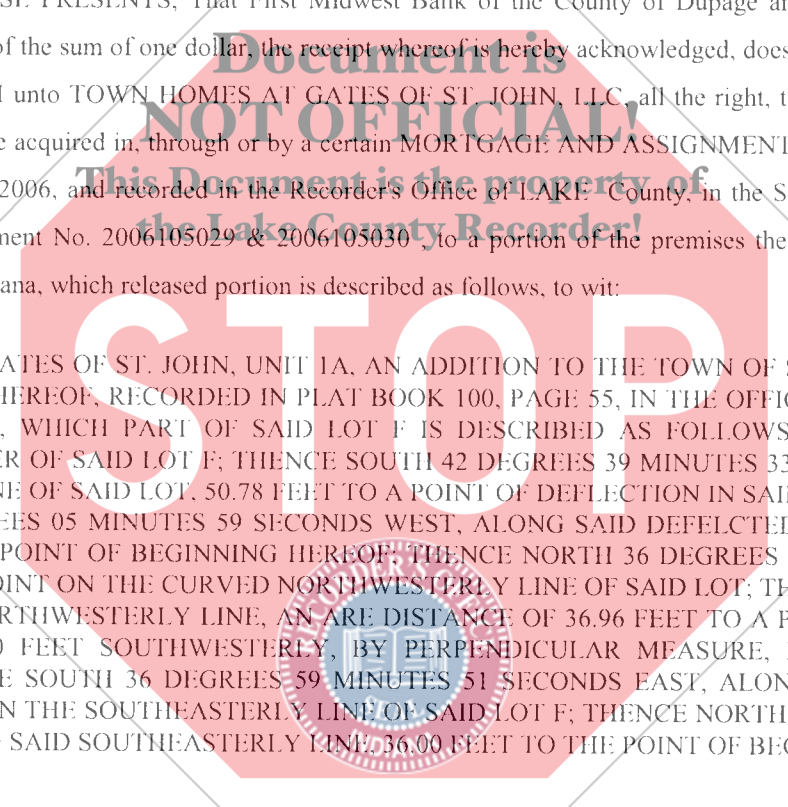 SE PRESENTS, That First Midwest Bank of the County of Dupage an
of the sum of one dollar, the receipt whereof is hereby acknowledged, does
Document is
unto TOWN HOMES AT GATES OF ST. JOHN, LLC, all the right, t
NOT OFFICIAL!
e acquired in, through or by a certain MORTGAGE AND ASSIGNMENT
This Document is the property of
2006, and recorded in the Recorder's Office of LAKE County, in the S
the Lake County Recorder!
ment No. 2006105029 & 2006105030 , to a portion of the premises the
ana, which released portion is described as follows, to wit:
STOP
ATES OF ST. JOHN, UNIT 1A, AN ADDITION TO THE TOWN OF S
HEREOF, RECORDED IN PLAT BOOK 100, PAGE 55, IN THE OFFIC
, WHICH PART OF SAID LOT F IS DESCRIBED AS FOLLOWS
R OF SAID LOT F; THENCE SOUTH 42 DEGREES 39 MINUTES 33
NE OF SAID LOT, 50.78 FEET TO A POINT OF DEFLECTION IN SAI
EES 05 MINUTES 59 SECONDS WEST, ALONG SAID DEFELCTED
POINT OF BEGINNING HEREOF; THENCE NORTH 36 DEGREES
OINT ON THE CURVED NORTHWESTERLY LINE OF SAID LOT; TH
RTHWESTERLY LINE, AN ARE DISTANCE OF 36.96 FEET TO A P
0 FEET SOUTHWESTERLY, BY PERPENDICULAR MEASURE,
E SOUTH 36 DEGREES 59 MINUTES 51 SECONDS EAST, ALON
N THE SOUTHEASTERLY LINE OF SAID LOT F; THENCE NORTH
SAID SOUTHEASTERLY LINE, 36.00 FEET TO THE POINT OF BEG
RECORDER'S OFFICE
INDIANA